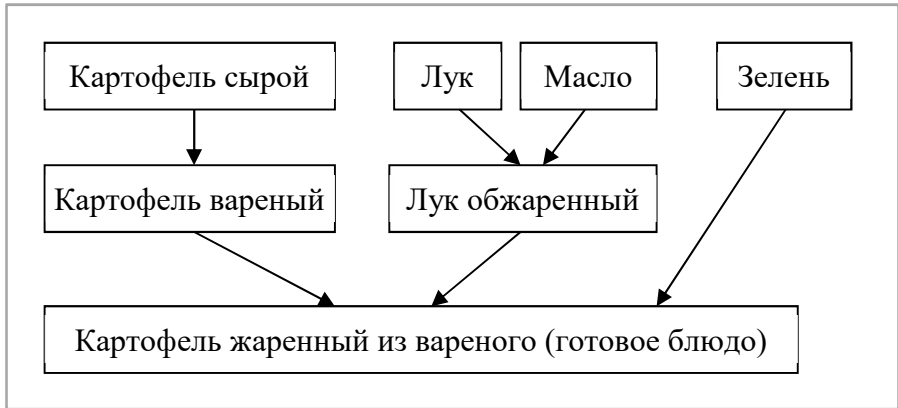 Картофель сырой
Лук
Масло
Зелень
Картофель вареный
Лук обжаренный
Картофель жаренный из вареного (готовое блюдо)